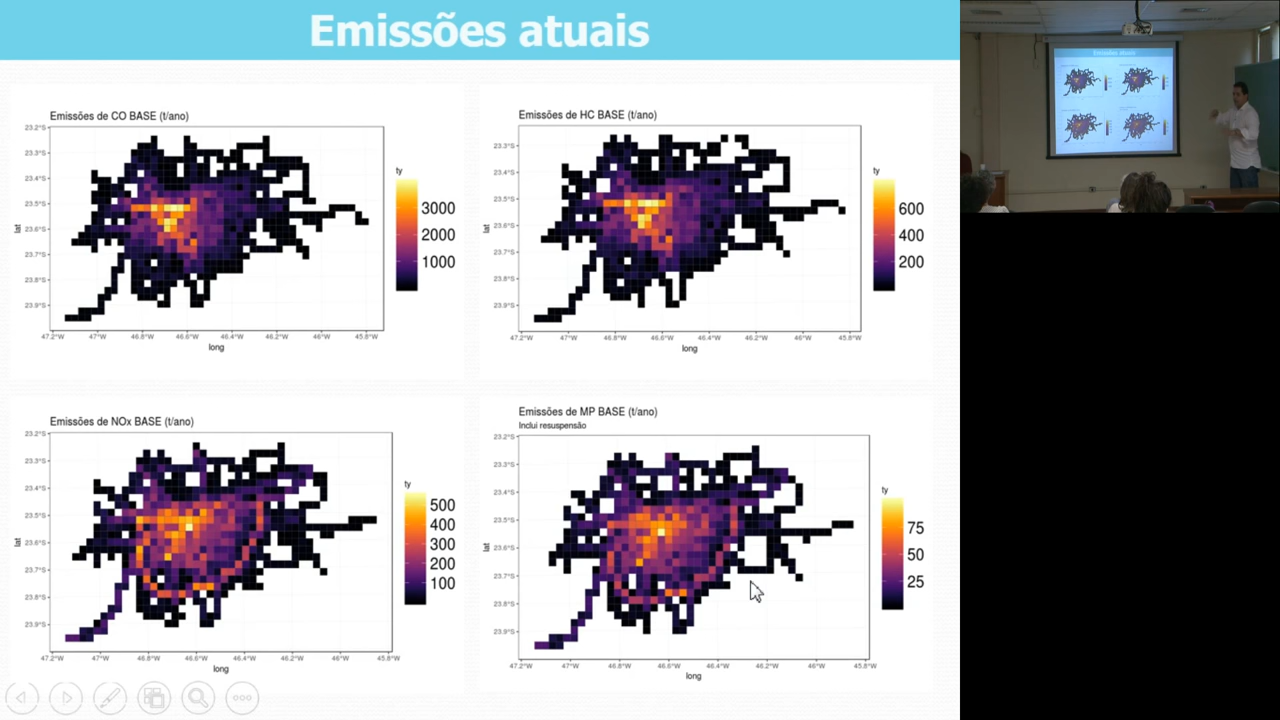 Emissões atuais
Emissões de CO BASE (t/ano)
23.2°S
23.3°S
23.4°S
23.5°S
23.6°S
23.7°S
23.8°S
23.9°S
lat
47.2°W 47°W 46.8°W 46.6°W 46.4°W 46.2°W 46°W 45.8°W
long
ty
3000
2000
1000
Emissões de HC BASE (t/ano)
23.3°S
23.4°S
23.5°S
23.6°S
23.7°S
23.8°S
23.9°S
lat
47.2°W 47°W 46.8°W 46.6°W 46.4°W 46.2°W 46°W 45.8°W
long
ty
600
400
200
Emissões de NOx BASE (t/ano)
23.2°S
23.3°S
23.4°S
23.5°S
23.6°S
23.7°S
23.8°S
23.9°S
lat
47.2°W 47°W 46.8°W 46.6°W 46.4°W 46.2°W 46°W 45.8°W
long
ty
500
400
300
200
100
Emissões de MP BASE (t/ano)
Inclui resuspensão
23.2°S
23.3°S
23.4°S
23.5°S
23.6°S
23.7°S
23.8°S
23.9°S
lat
47.2°W 47°W 46.8°W 46.6°W 46.4°W 46.2°W 46°W 45.8°W
long
ty
75
50
25
Emissões atuais